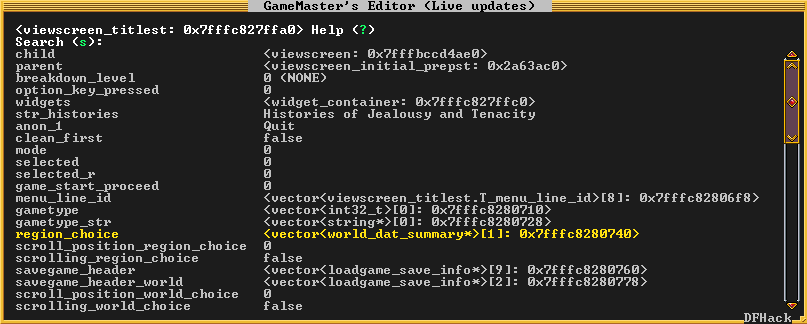 GameMaster's Editor (Live updates)
<viewscreen_titlest: 0x7fffc827ffa0> Help (?)
Search (s):
child <viewscreen: 0x7fffbccd4ae0>
parent <viewscreen_initial_prepst: 0x2a63ac0>
breakdown_level 0 (NONE)
option_key_pressed 0
widgets <widget_container: 0x7fffc827ffc0>
str_histories Histories of Jealousy and Tenacity
anon_1 Quit
clean_first false
mode 0
selected 0
selected_r 0
game_start_proceed 0
menu_line_id <vector<viewscreen_titlest.T_menu_line_id>[8]: 0x7fffc82806f8>
gametype <vector<int32_t>[0]: 0x7fffc8280710>
gametype_str <vector<string*>[0]: 0x7fffc8280728>
region_choice <vector<world_dat_summary*>[1]: 0x7fffc8280740>
scroll_position_region_choice 0
scrolling_region_choice false
savegame_header <vector<loadgame_save_info*>[9]: 0x7fffc8280760>
savegame_header_world <vector<loadgame_save_info*>[2]: 0x7fffc8280778>
scroll_position_world_choice 0
scrolling_world_choice false
DFHack